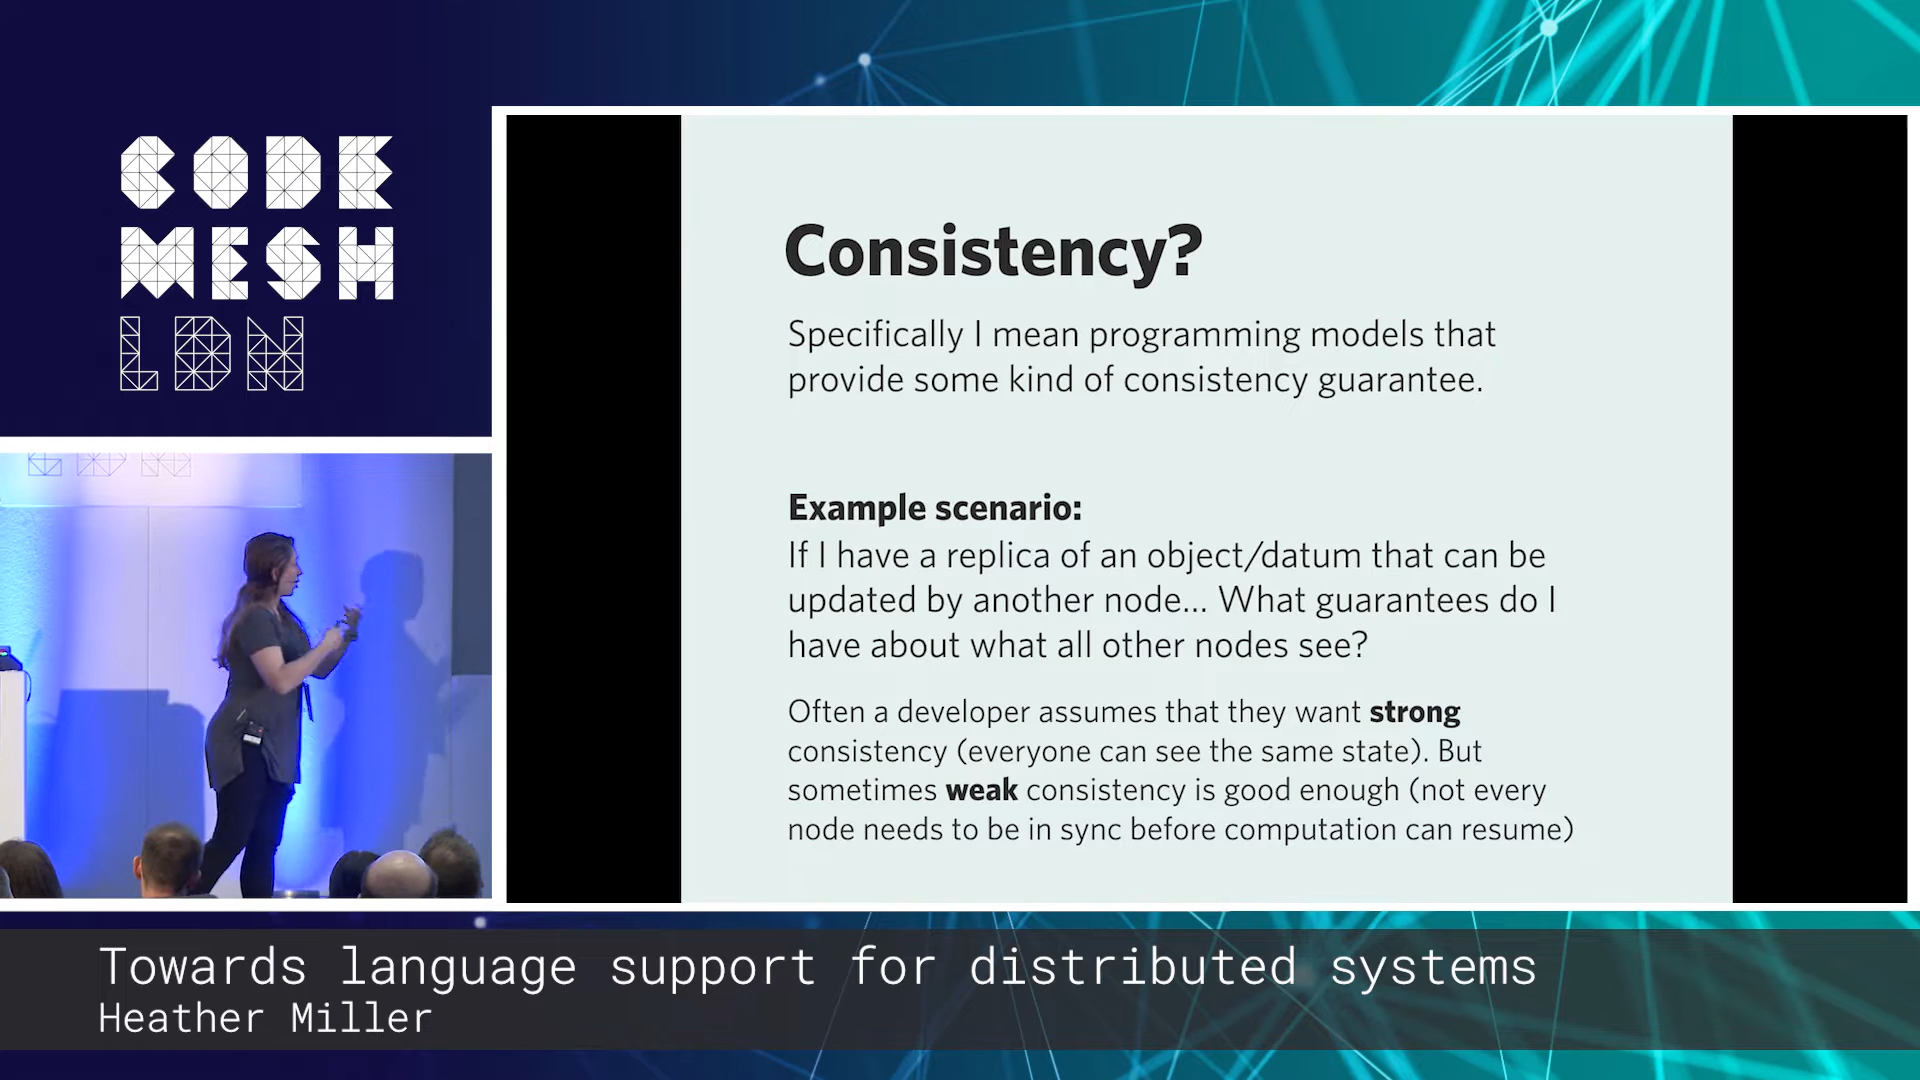 CODE
MESH
LDN
LDN
Consistency?
Specifically I mean programming models that
provide some kind of consistency guarantee.
Example scenario:
If I have a replica of an object/datum that can be
updated by another node... What guarantees do I
have about what all other nodes see?
Often a developer assumes that they want strong
consistency (everyone can see the same state). But
sometimes weak consistency is good enough (not every
node needs to be in sync before computation can resume)
Towards language support for distributed systems
Heather Miller